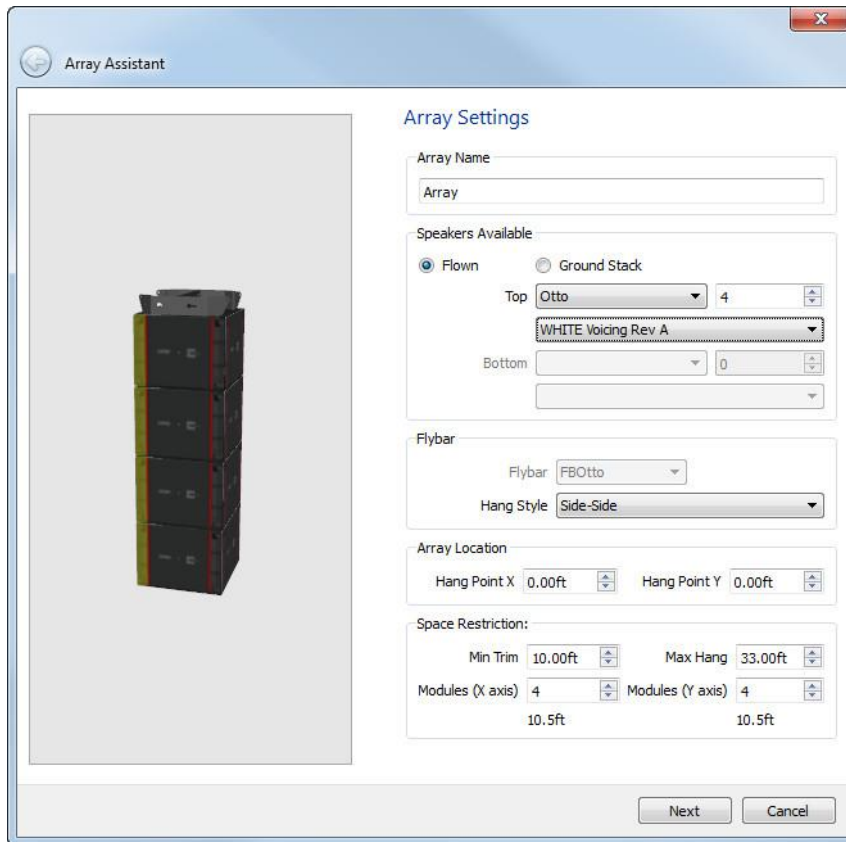 Array Assistant
Array Settings
Array Name
Array
Speakers Available
Flown Ground Stack
Top Otto 4
WHITE Voicing Rev A
Bottom 0
Flybar
Flybar FBOtto
Hang Style Side-Side
Array Location
Hang Point X 0.00ft Hang Point Y 0.00ft
Space Restriction:
Min Trim 10.00ft Max Hang 33.00ft
Modules (X axis) 4 Modules (Y axis) 4
10.5ft 10.5ft
Next Cancel